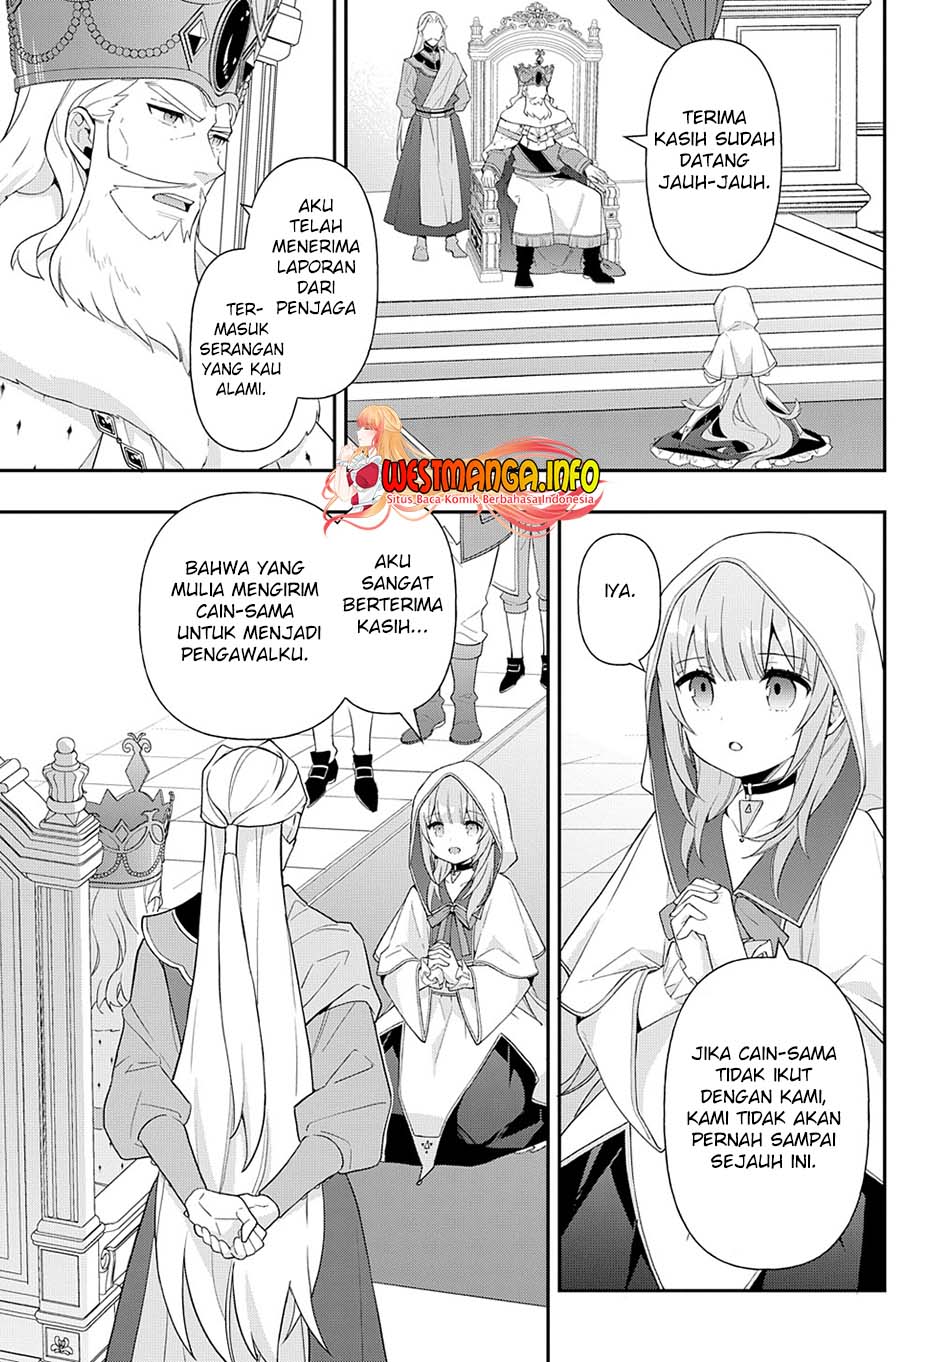 TERIMA
KASIH SUDAH
DATANG
JAUH-JAUH.
AKU
TELAH
MENERIMA
LAPORAN
DARI
PENJAGA
TER-
MASUK
SERANGAN
YANG KAU
ALAMI.
WESTMANGA.INFO
Situs Baca Komik Berbahasa Indonesia
IYA.
JIKA CAIN-SAMA
TIDAK IKUT
DENGAN KAMI,
KAMI TIDAK AKAN
PERNAH SAMPAI
SEJAUH INI.
AKU
SANGAT
BERTERIMA
KASIH...
BAHWA YANG
MULIA MENGIRIM
CAIN-SAMA
UNTUK MENJADI
PENGAWALKU.